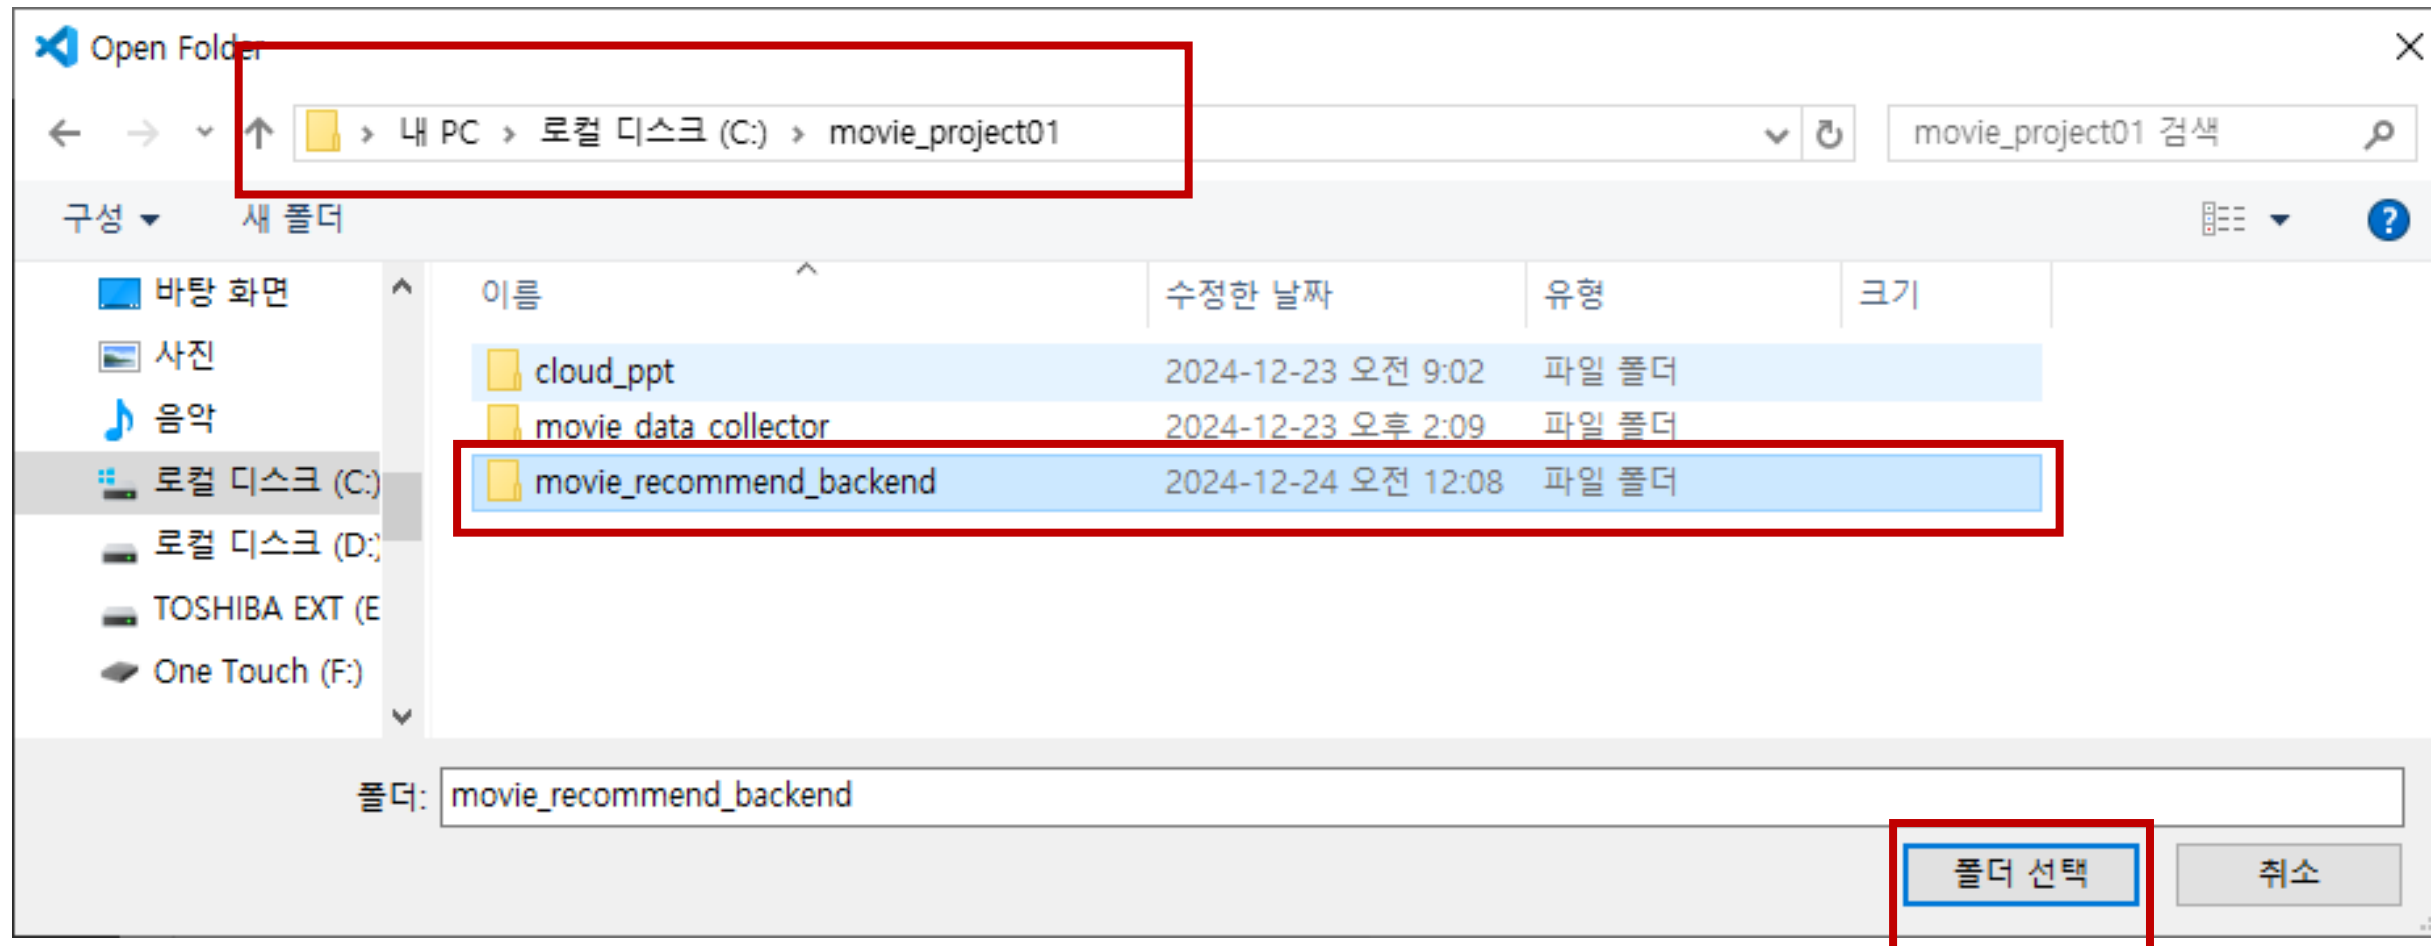 Open Folder
내 PC > 로컬 디스크 (C:) > movie_project01
movie_project01 검색
구성
새 폴더
?
바탕 화면
사진
음악
로컬 디스크 (C:)
로컬 디스크 (D:)
TOSHIBA EXT (E
One Touch (F:)
이름 수정한 날짜 유형 크기
cloud_ppt 2024-12-23 오전 9:02 파일 폴더
movie_data_collector 2024-12-23 오후 2:09 파일 폴더
movie_recommend_backend 2024-12-24 오전 12:08 파일 폴더
폴더: movie_recommend_backend
폴더 선택
취소